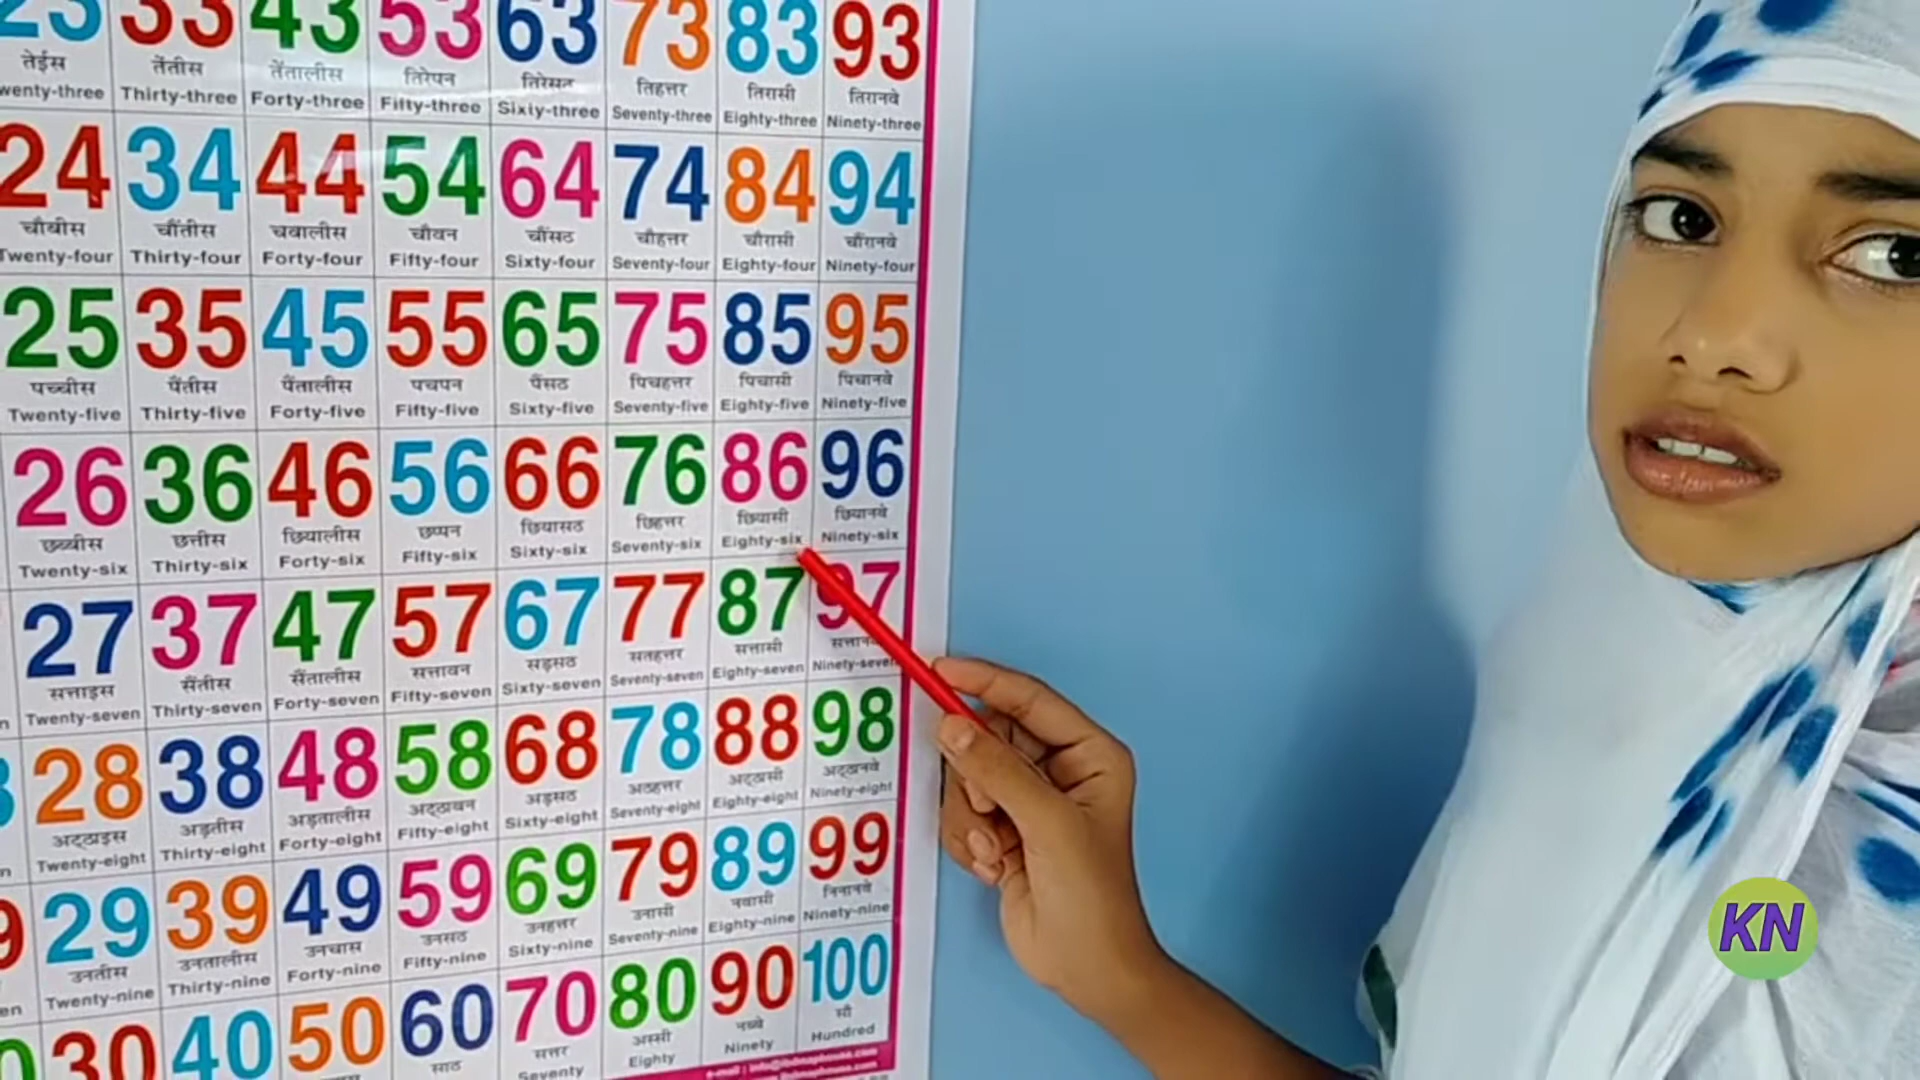 23 33 43 53 63 73 83 93
तेईस तेंतीस तेंतालीस तिरेपन तिरेसठ तिहत्तर तिरासी तिरानवे
wenty-three Thirty-three Forty-three Fifty-three Sixty-three Seventy-three Eighty-three Ninety-three
24 34 44 54 64 74 84 94
चौबीस चौंतीस चवालीस चौवन चौंसठ चौहत्तर चौरासी चौरानवे
Twenty-four Thirty-four Forty-four Fifty-four Sixty-four Seventy-four Eighty-four Ninety-four
25 35 45 55 65 75 85 95
पच्चीस पैंतीस पैंतालीस पचपन पैंसठ पिचहत्तर पिचासी पिचानवे
Twenty-five Thirty-five Forty-five Fifty-five Sixty-five Seventy-five Eighty-five Ninety-five
26 36 46 56 66 76 86 96
छब्बीस छत्तीस छियालीस छप्पन छियासठ छिहत्तर छियासी छियानवे
Twenty-six Thirty-six Forty-six Fifty-six Sixty-six Seventy-six Eighty-six Ninety-six
27 37 47 57 67 77 87 97
सत्ताइस सैंतीस सैंतालीस सत्तावन सड़सठ सतहत्तर सत्तासी
Twenty-seven Thirty-seven Forty-seven Fifty-seven Sixty-seven Seventy-seven Eighty-seven Ninety-seven
28 38 48 58 68 78 88 98
अट्ठाइस अड़तीस अड़तालीस अट्ठावन अड़सठ अठहत्तर अट्ठासी अट्ठानवे
Twenty-eight Thirty-eight Forty-eight Fifty-eight Sixty-eight Seventy-eight Eighty-eight Ninety-eight
9 29 39 49 59 69 79 89 99
उनतीस उनतालीस उनचास उनसठ उनहत्तर उनासी नवासी निनानवे
Twenty-nine Thirty-nine Forty-nine Fifty-nine Sixty-nine Seventy-nine Eighty-nine Ninety-nine
0 30 40 50 60 70 80 90 100
साठ सत्तर अस्सी नब्बे सौ
Seventy Eighty Ninety Hundred
KN